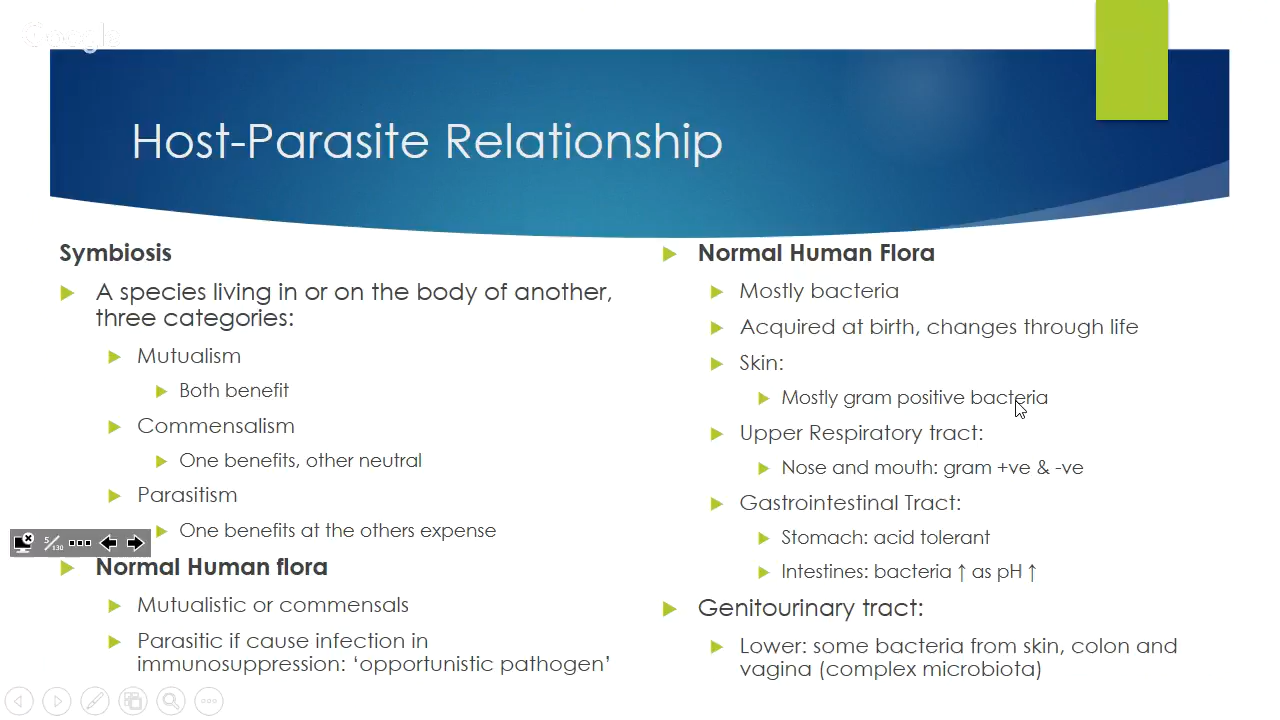 Google
Host-Parasite Relationship
Symbiosis
A species living in or on the body of another,
three categories:
Mutualism
Both benefit
Commensalism
One benefits, other neutral
Parasitism
One benefits at the others expense
5/130
Normal Human flora
Mutualistic or commensals
Parasitic if cause infection in
immunosuppression: ‘opportunistic pathogen’
Normal Human Flora
Mostly bacteria
Acquired at birth, changes through life
Skin:
Mostly gram positive bacteria
Upper Respiratory tract:
Nose and mouth: gram +ve & -ve
Gastrointestinal Tract:
Stomach: acid tolerant
Intestines: bacteria ↑ as pH ↑
Genitourinary tract:
Lower: some bacteria from skin, colon and
vagina (complex microbiota)